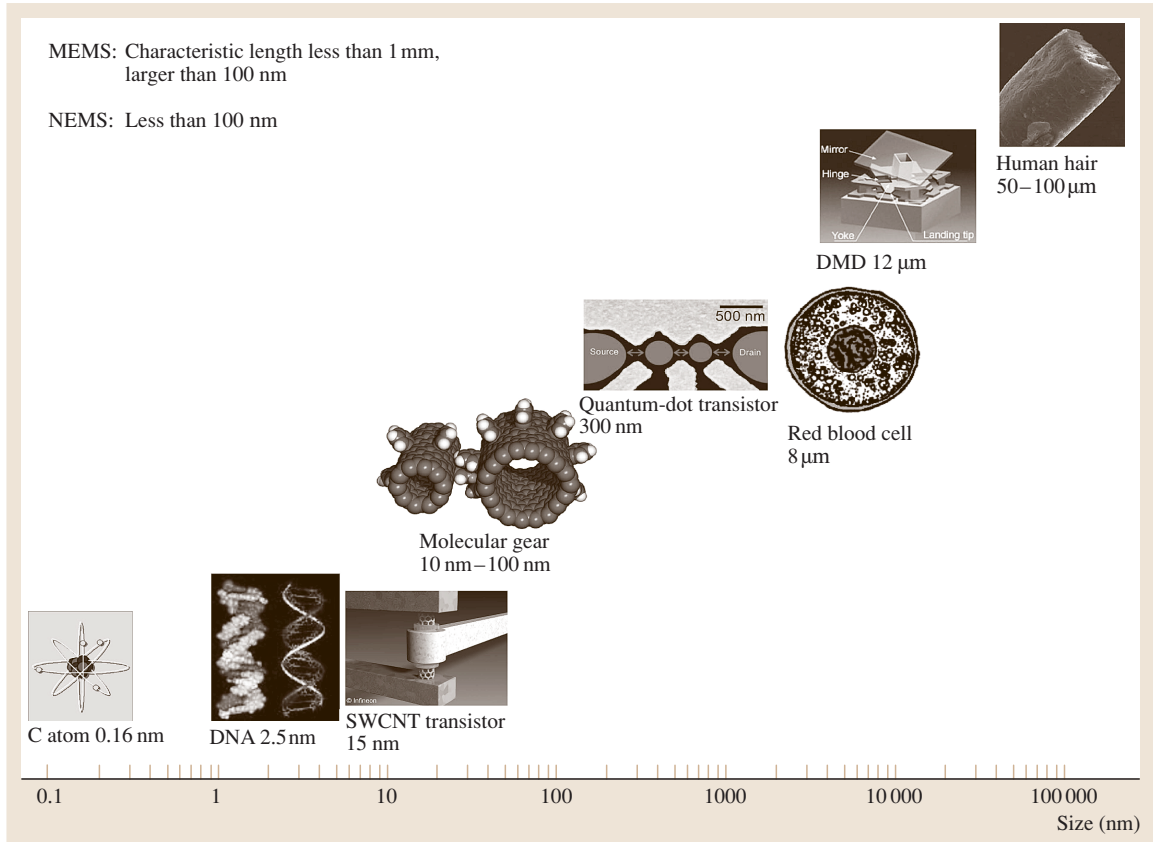 MEMS: Characteristic length less than 1 mm,
larger than 100 nm
NEMS: Less than 100 nm
Human hair
50–100 µm
Mirror
Hinge
Yoke
Landing tip
DMD 12 µm
500 nm
Source
Drain
Quantum-dot transistor
300 nm
Red blood cell
8 µm
Molecular gear
10 nm–100 nm
© Infineon
C atom 0.16 nm
DNA 2.5 nm
SWCNT transistor
15 nm
0.1 1 10 100 1000 10 000 100 000
Size (nm)